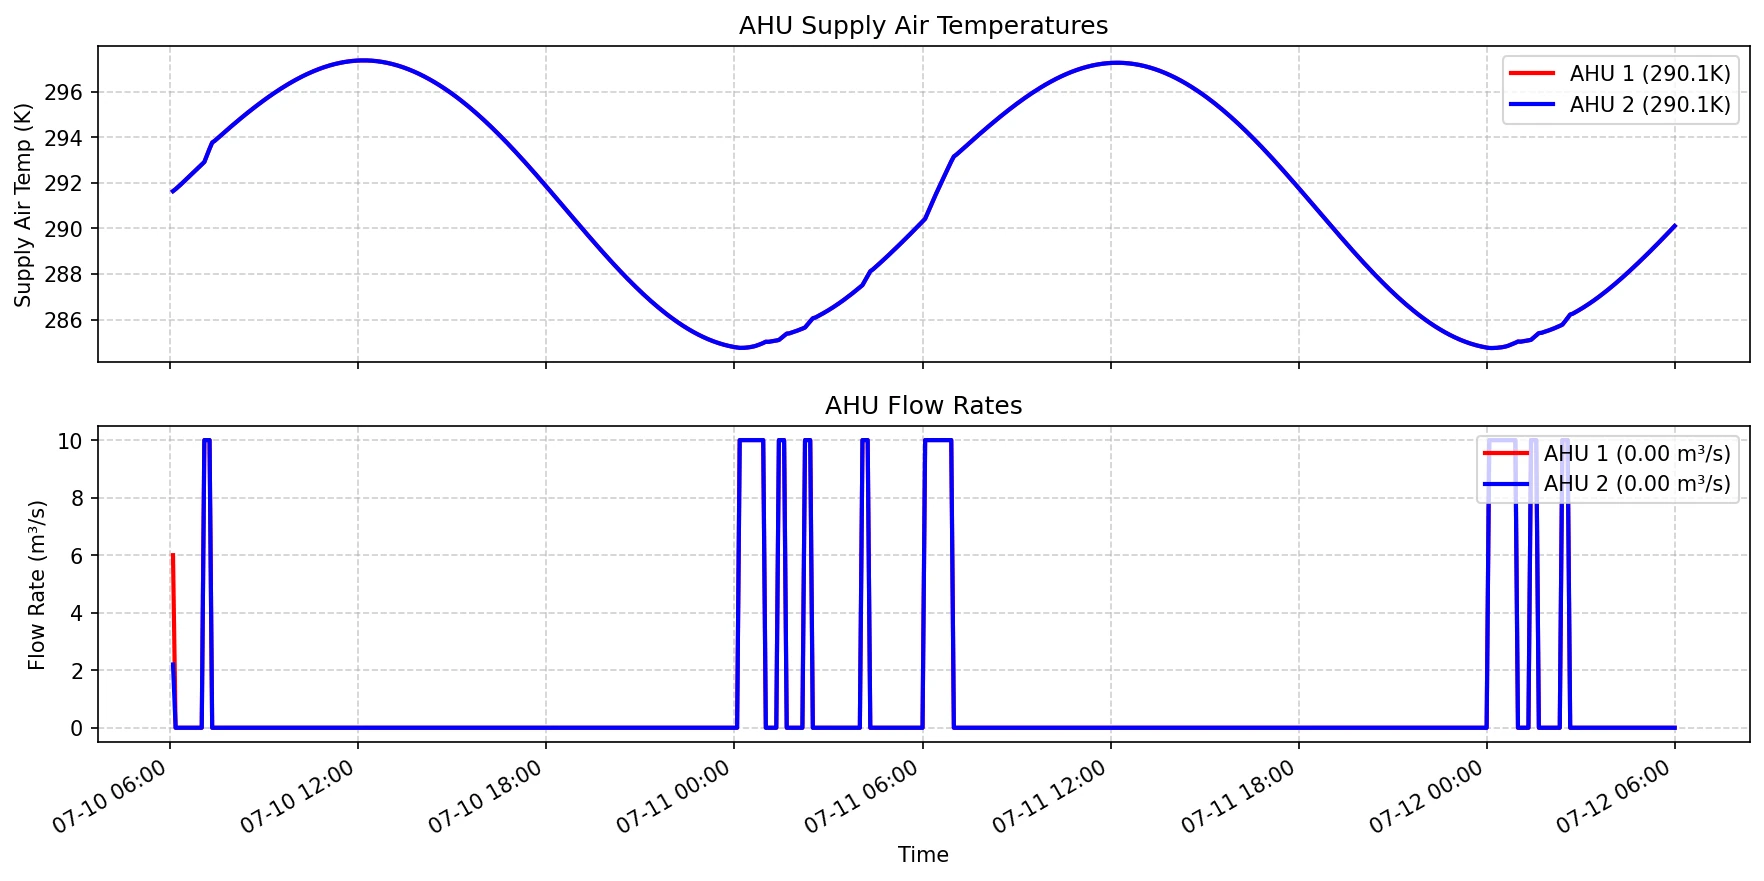 AHU Supply Air Temperatures
Supply Air Temp (K)
296
294
292
290
288
286
AHU 1 (290.1K)
AHU 2 (290.1K)
AHU Flow Rates
Flow Rate (m³/s)
10
8
6
4
2
0
AHU 1 (0.00 m³/s)
AHU 2 (0.00 m³/s)
07-10 06:00
07-10 12:00
07-10 18:00
07-11 00:00
07-11 06:00
07-11 12:00
07-11 18:00
07-12 00:00
07-12 06:00
Time